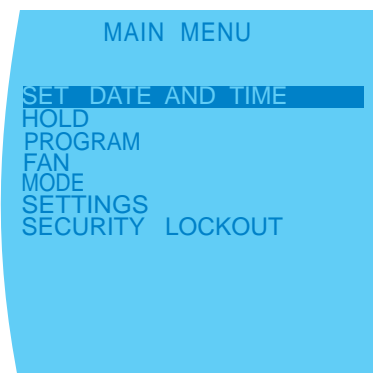 MAIN MENU
SET DATE AND TIME
HOLD
PROGRAM
FAN
MODE
SETTINGS
SECURITY LOCKOUT